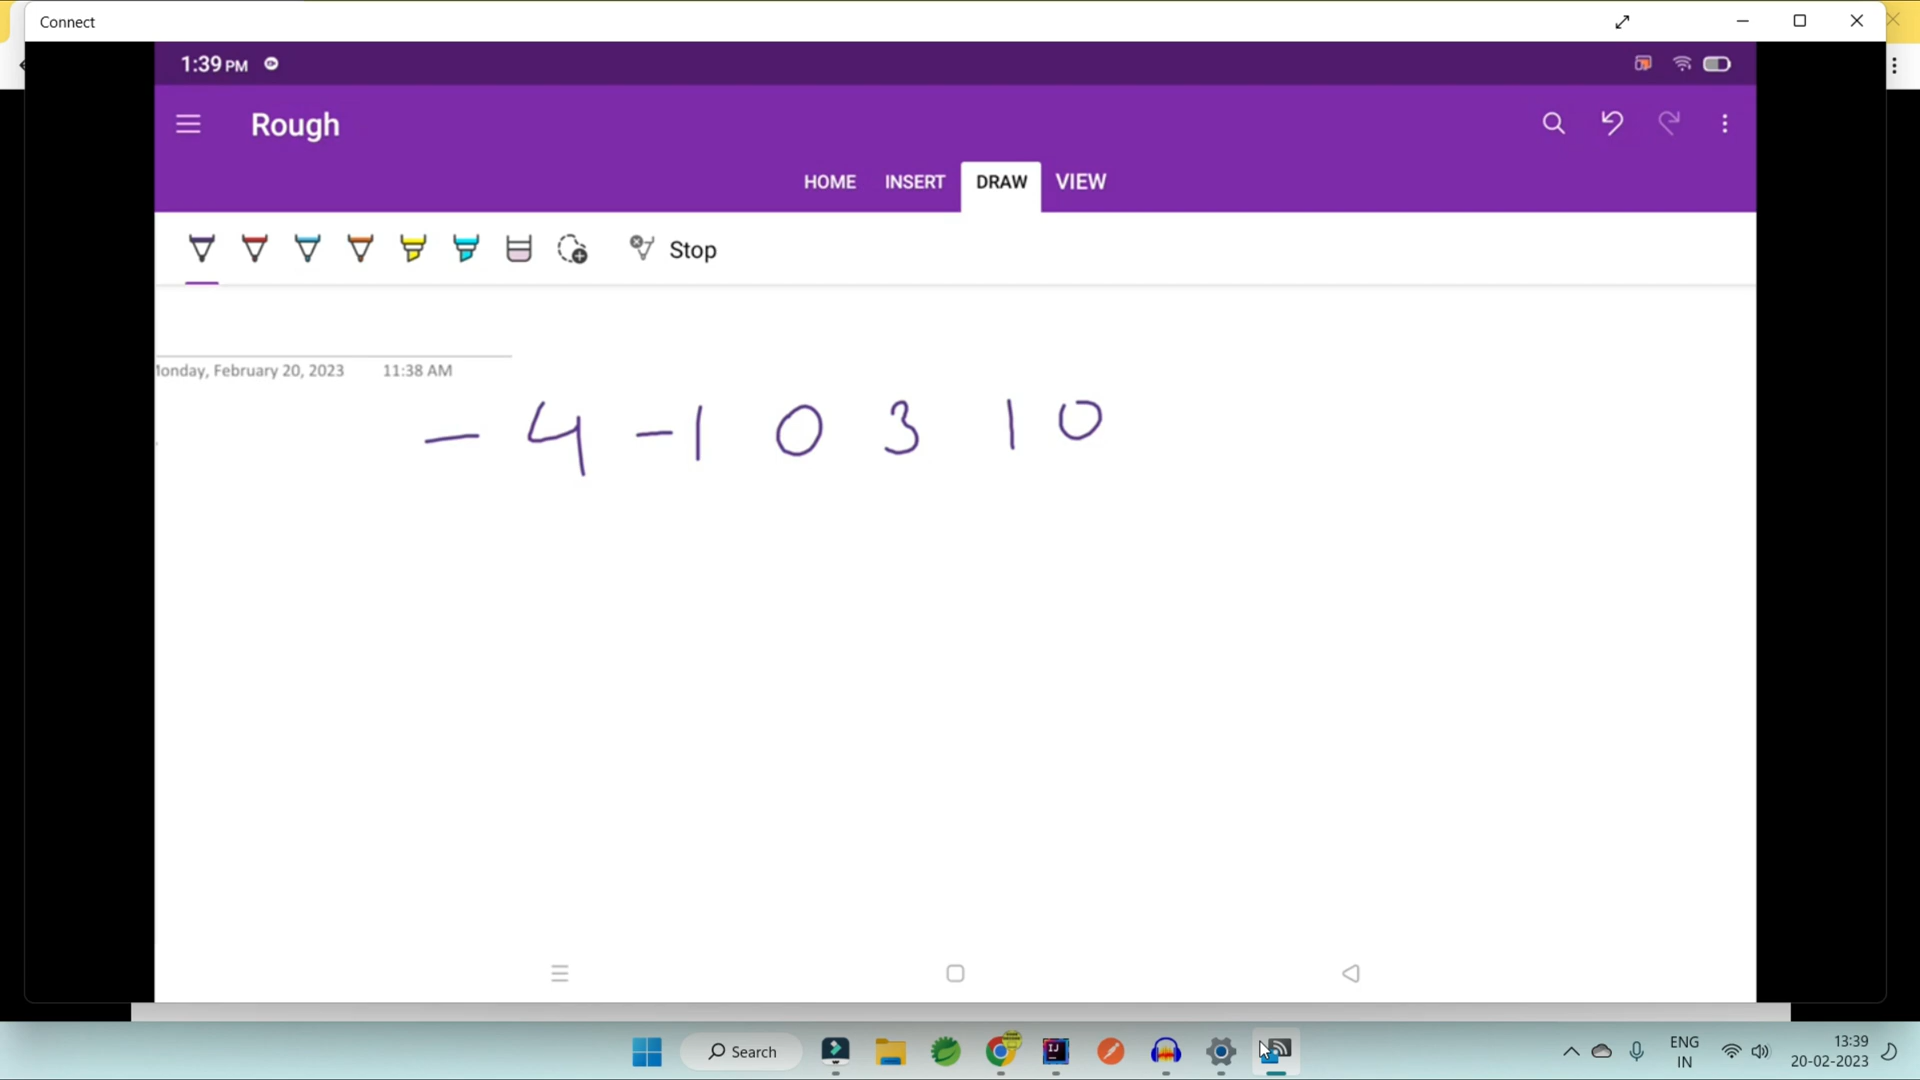 Connect
1:39 PM
Rough
HOME INSERT DRAW VIEW
Stop
onday, February 20, 2023 11:38 AM
- 4 -1 0 3 10
Search
ENG
IN
13:39
20-02-2023